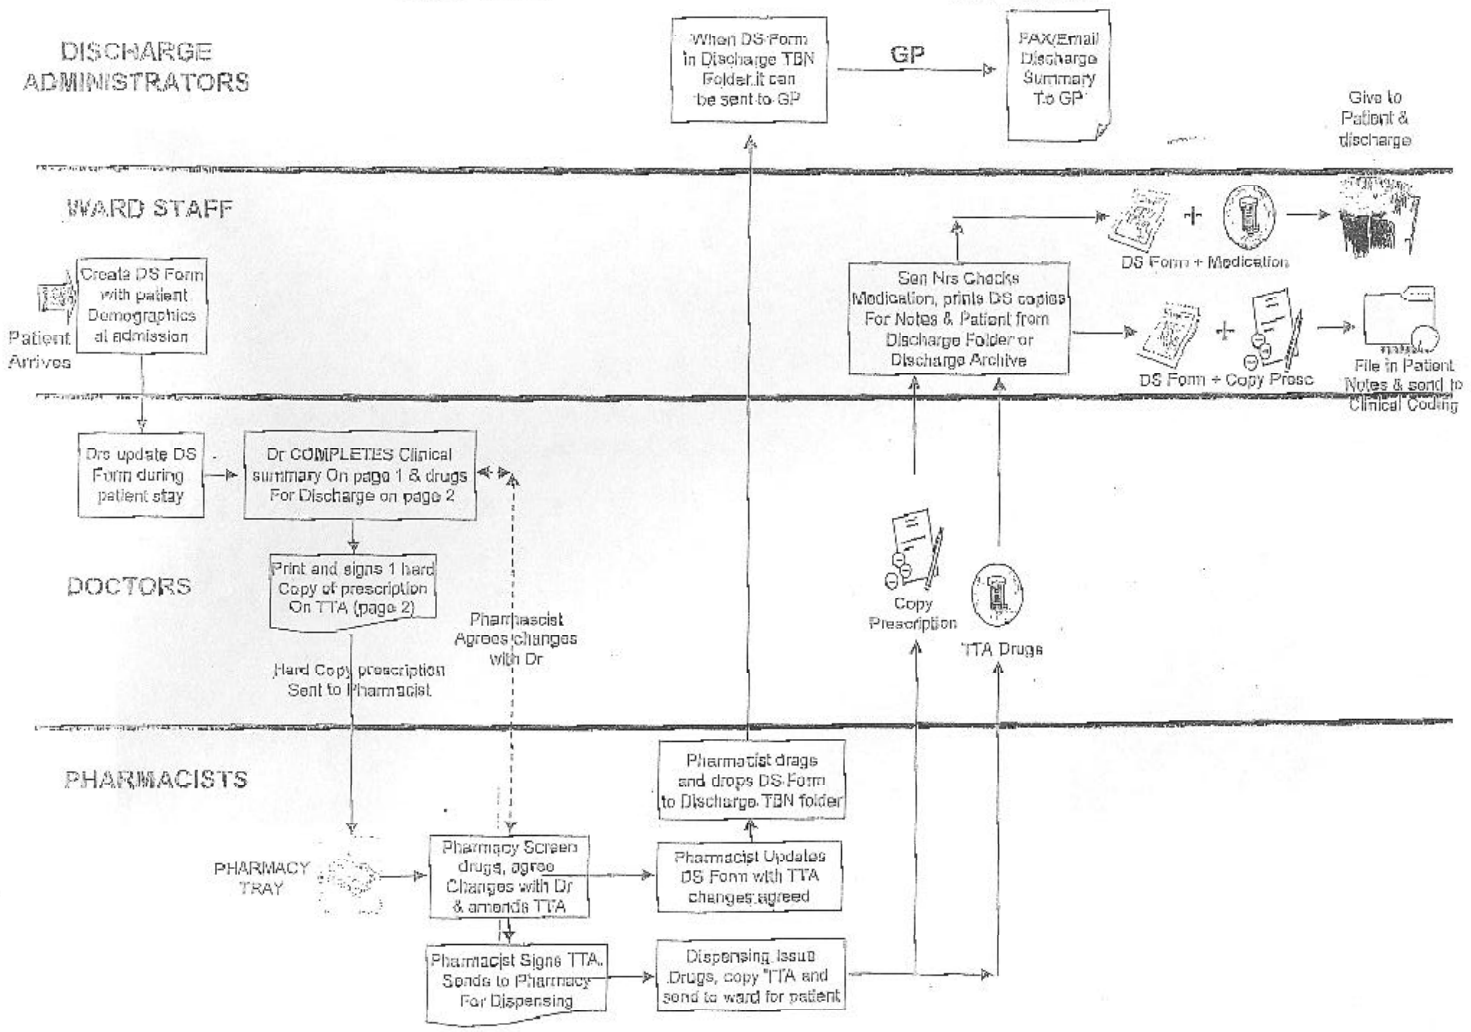 DISCHARGE
ADMINISTRATORS
When DS Form
in Discharge TBN
Folder it can
be sent to GP
GP
FAX/Email
Discharge
Summary
To GP
Give to
Patient &
discharge
WARD STAFF
Patient
Arrives
Create DS Form
with patient
Demographics
at admission
Sen Nrs Checks
Medication, prints DS copies
For Notes & Patient from
Discharge Folder or
Discharge Archive
DS Form + Medication
DS Form + Copy Presc
File in Patient
Notes & send to
Clinical Coding
DOCTORS
Drs update DS
Form during
patient stay
Dr COMPLETES Clinical
summary On page 1 & drugs
For Discharge on page 2
Print and signs 1 hard
Copy of prescription
On TTA (page 2)
Hard Copy prescription
Sent to Pharmacist
Pharmascist
Agrees changes
with Dr
Copy
Prescription
TTA Drugs
PHARMACISTS
PHARMACY
TRAY
Pharmacy Screen
drugs, agree
Changes with Dr
& amends TTA
Pharmacist Signs TTA.
Sends to Pharmacy
For Dispensing
Pharmacist drags
and drops DS Form
to Discharge TBN folder
Pharmacist Updates
DS Form with TTA
changes agreed
Dispensing Issue
Drugs, copy TTA and
send to ward for patient